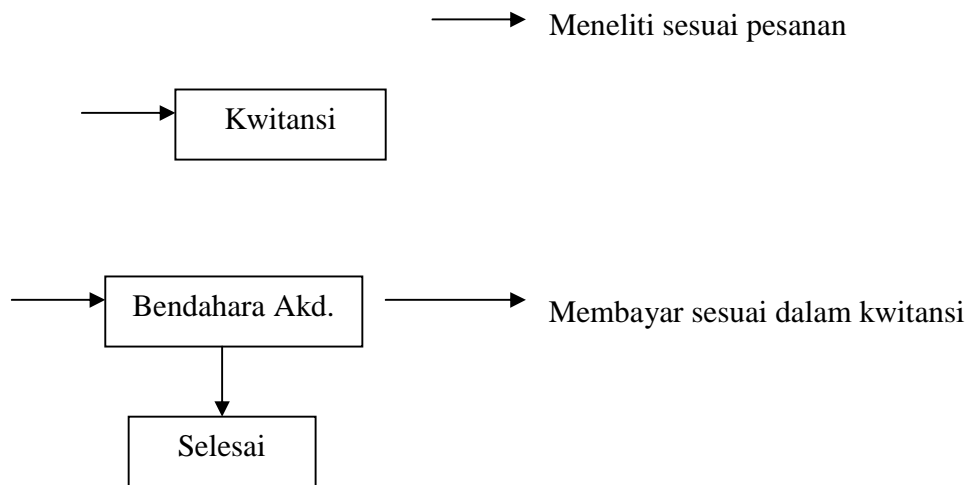 Meneliti sesuai pesanan
Kwitansi
Bendahara Akd.
Membayar sesuai dalam kwitansi
Selesai